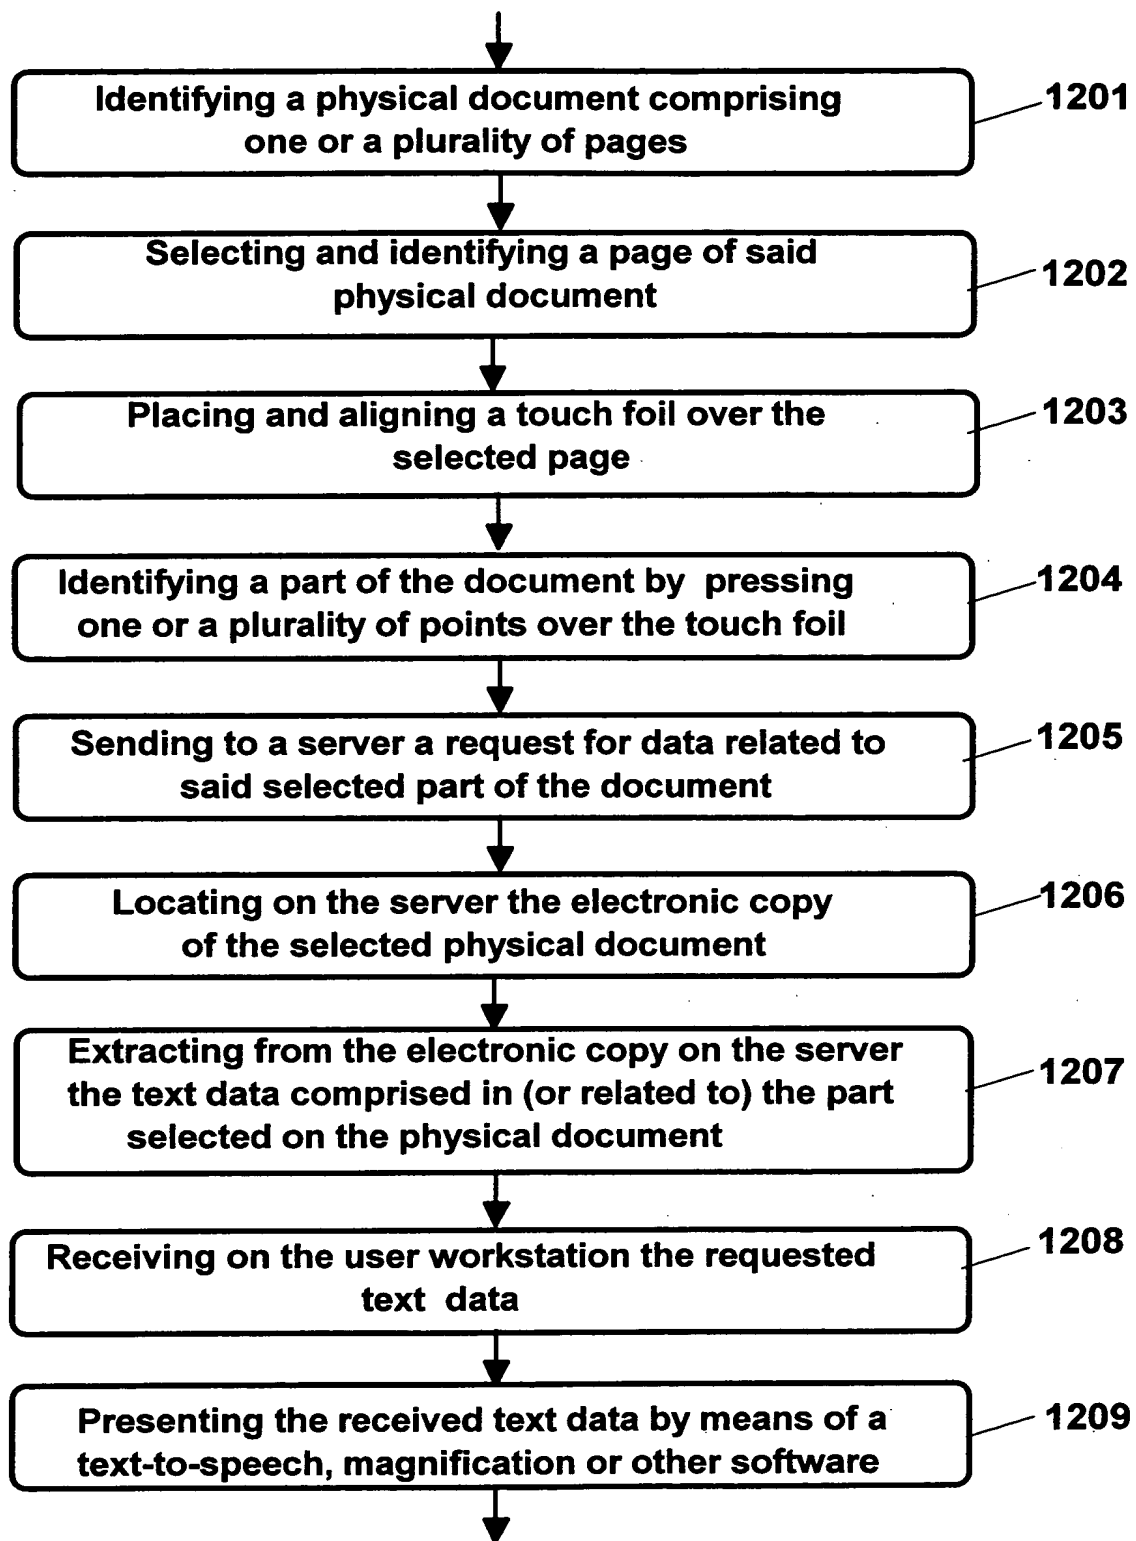 Identifying a physical document comprising
one or a plurality of pages
1201
Selecting and identifying a page of said
physical document
1202
Placing and aligning a touch foil over the
selected page
1203
Identifying a part of the document by pressing
one or a plurality of points over the touch foil
1204
Sending to a server a request for data related to
said selected part of the document
1205
Locating on the server the electronic copy
of the selected physical document
1206
Extracting from the electronic copy on the server
the text data comprised in (or related to) the part
selected on the physical document
1207
Receiving on the user workstation the requested
text data
1208
Presenting the received text data by means of a
text-to-speech, magnification or other software
1209